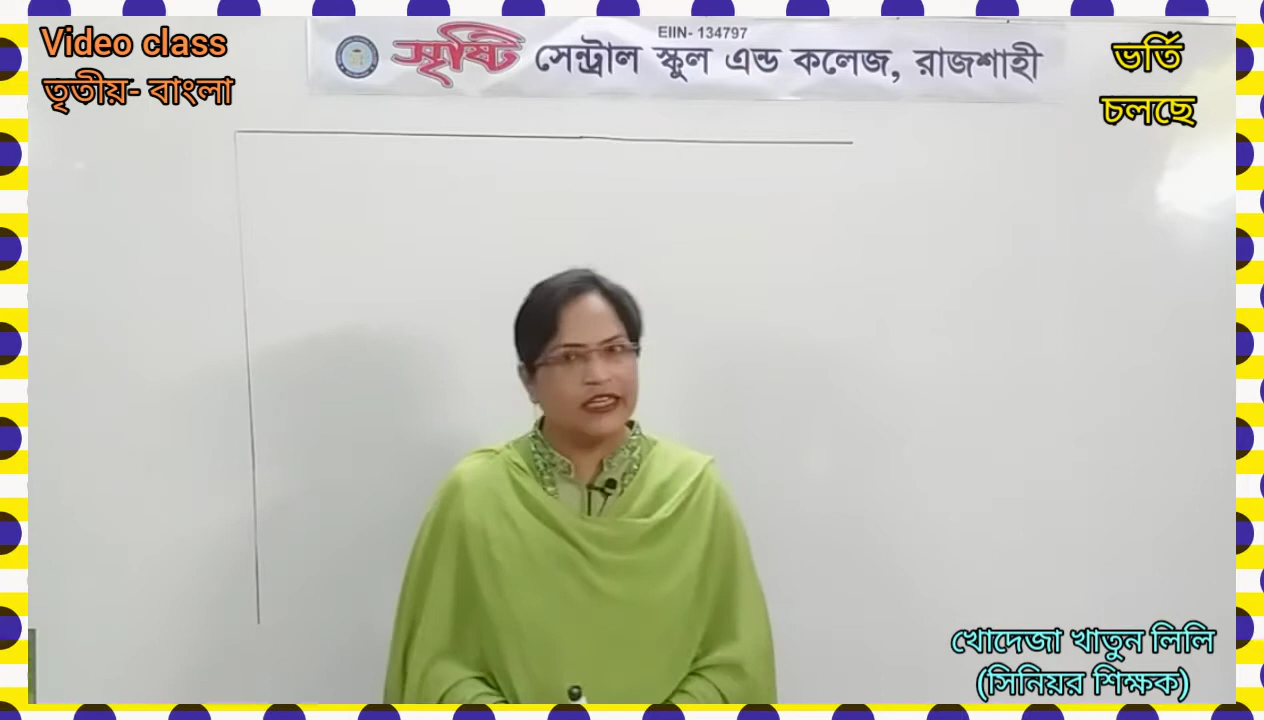 Video class
তৃতীয়- বাংলা
EIIN- 134797
সৃষ্টি সেন্ট্রাল স্কুল এন্ড কলেজ, রাজশাহী
ভর্তি
চলছে
খোদেজা খাতুন লিলি
(সিনিয়র শিক্ষক)